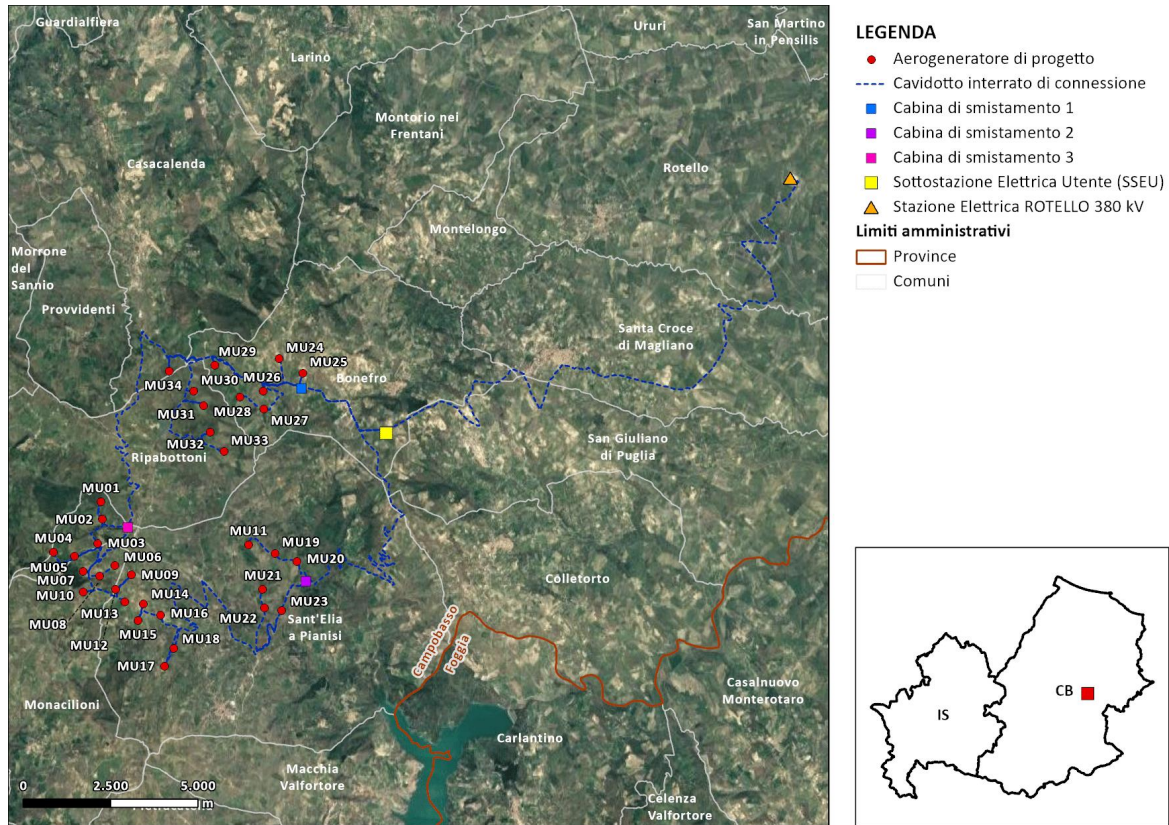 Guardialfiera
Ururi
San Martino
in Pensilis
Larino
Montorio nei
Frentani
Casacalenda
Rotello
Montelongo
Morrone
del
Sannio
Provvidenti
Santa Croce
di Magliano
MU29
MU24
MU25
MU34
MU30
MU26
Bonefro
MU31
MU28
MU27
MU32
MU33
Ripabottoni
San Giuliano
di Puglia
MU01
MU02
MU04
MU03
MU11
MU19
MU05
MU06
MU20
MU07
MU09
MU21
Colletorto
MU10
MU14
MU23
MU13
MU16
MU22
Sant'Elia
a Pianisi
MU08
MU15
MU12
MU18
MU17
Campobasso
Foggia
Casalnuovo
Monterotaro
Monacilioni
Carlantino
Macchia
Valfortore
Celenza
Valfortore
0 2.500 5.000
m
LEGENDA
Aerogeneratore di progetto
Cavidotto interrato di connessione
Cabina di smistamento 1
Cabina di smistamento 2
Cabina di smistamento 3
Sottostazione Elettrica Utente (SSEU)
Stazione Elettrica ROTELLO 380 kV
Limiti amministrativi
Province
Comuni
CB
IS